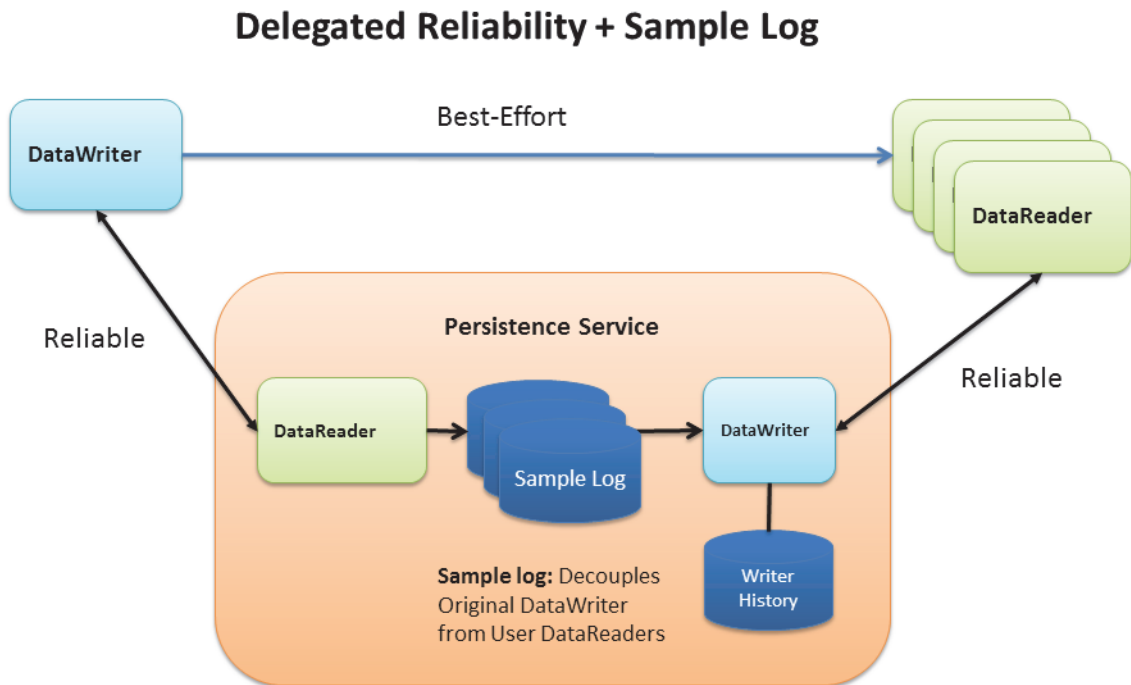 Delegated Reliability + Sample Log
Best-Effort
DataWriter
DataReader
Reliable
Persistence Service
Reliable
DataReader
Sample Log
DataWriter
Sample log: Decouples
Original DataWriter
from User DataReaders
Writer
History